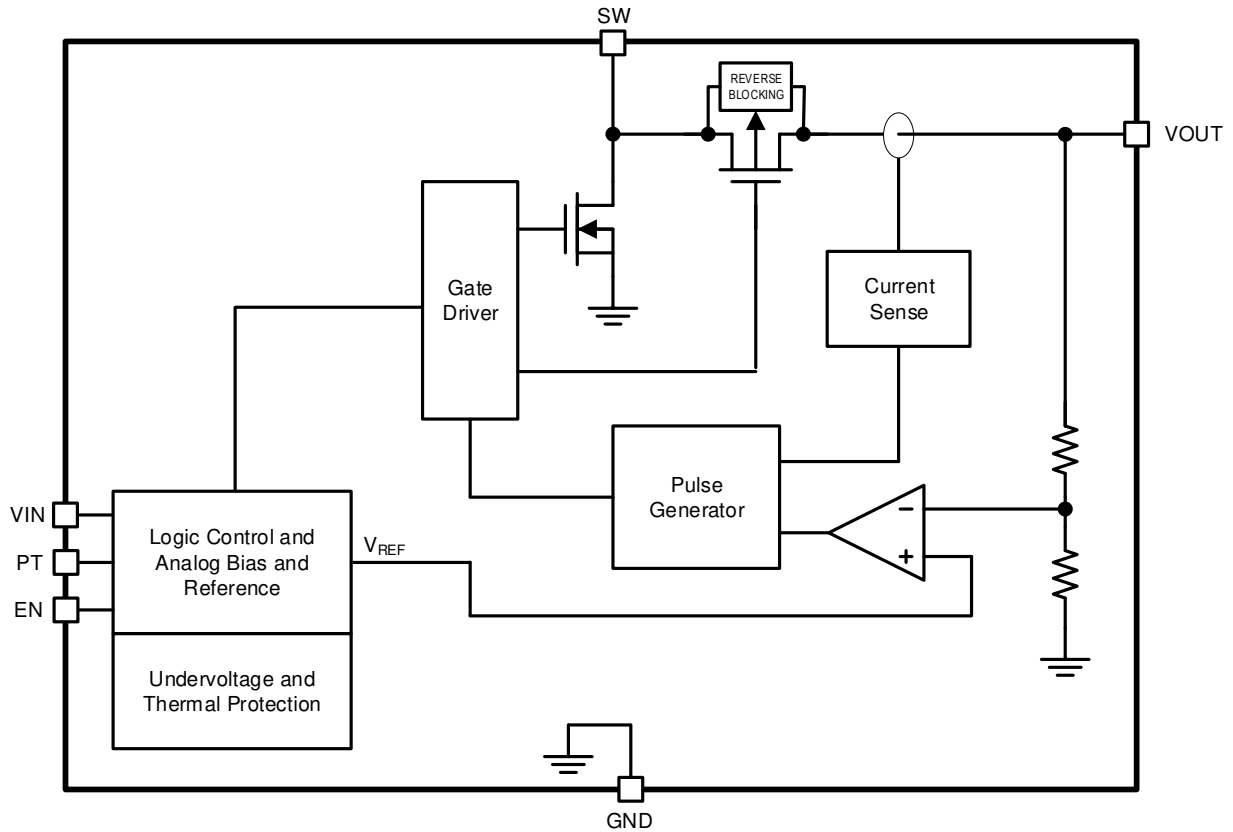 SW
REVERSE
BLOCKING
VOUT
Gate
Driver
Current
Sense
Pulse
Generator
−
+
VIN
PT
EN
Logic Control and
Analog Bias and
Reference
VREF
Undervoltage and
Thermal Protection
GND